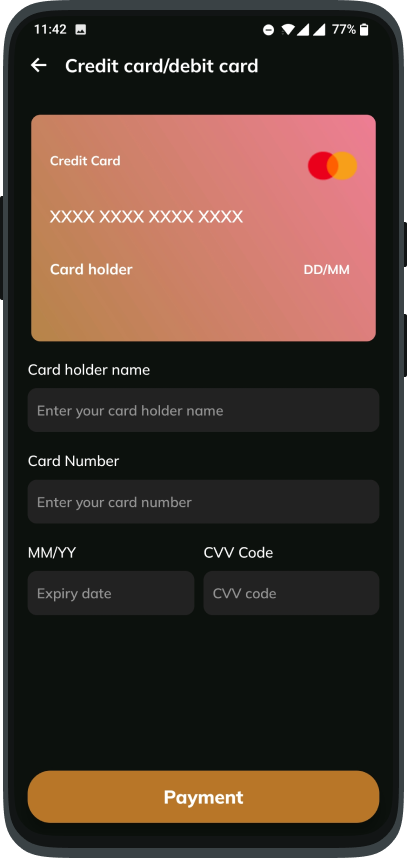 11:42 77%
Credit card/debit card
Credit Card
XXXX XXXX XXXX XXXX
Card holder DD/MM
Card holder name
Enter your card holder name
Card Number
Enter your card number
MM/YY CVV Code
Expiry date CVV code
Payment